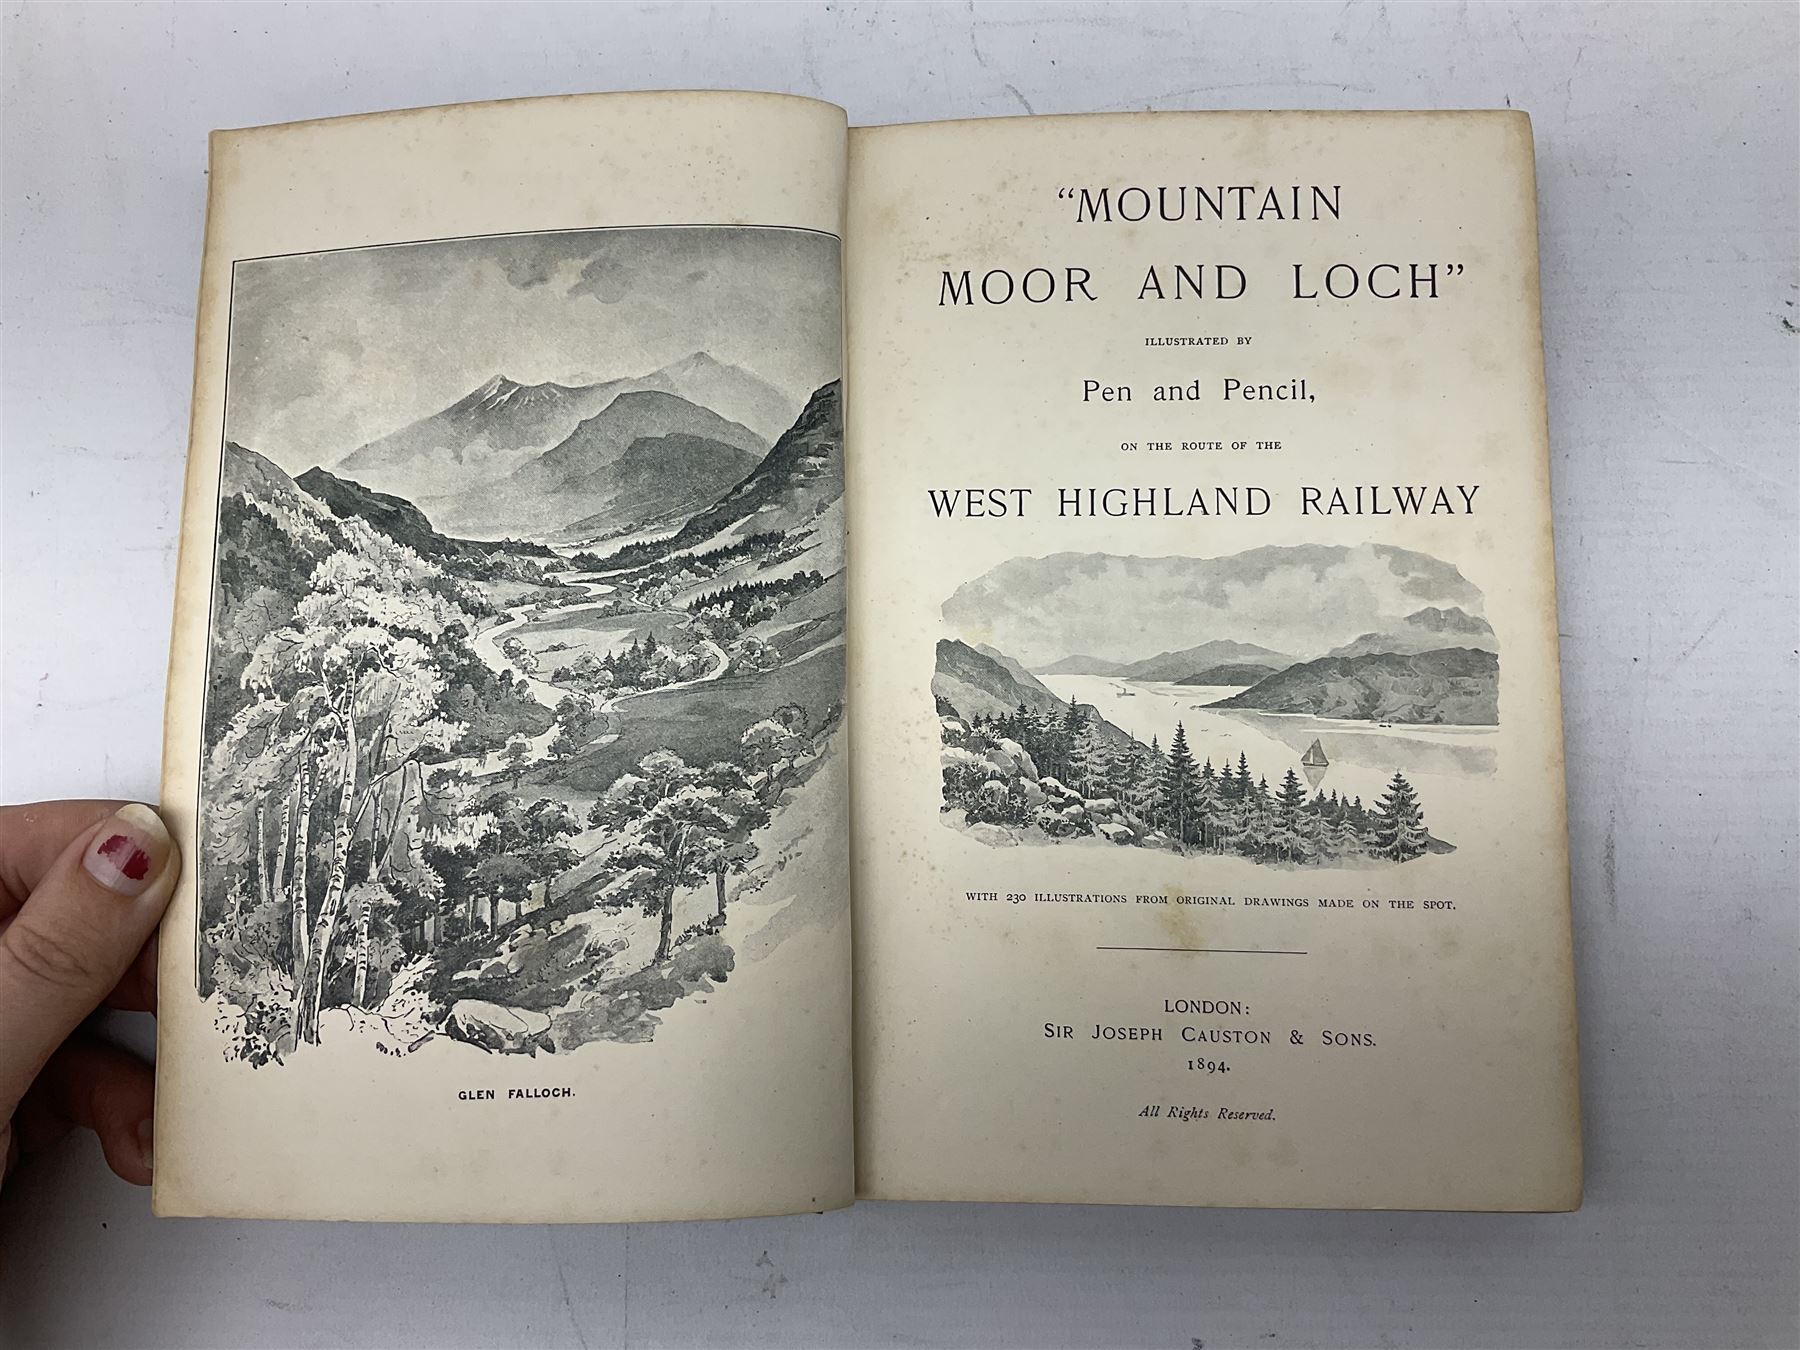 GLEN FALLOCH.
"MOUNTAIN
MOOR AND LOCH"
ILLUSTRATED BY
Pen and Pencil,
ON THE ROUTE OF THE
WEST HIGHLAND RAILWAY
WITH 230 ILLUSTRATIONS FROM ORIGINAL DRAWINGS MADE ON THE SPOT.
LONDON:
SIR JOSEPH CAUSTON & SONS.
1894.
All Rights Reserved.